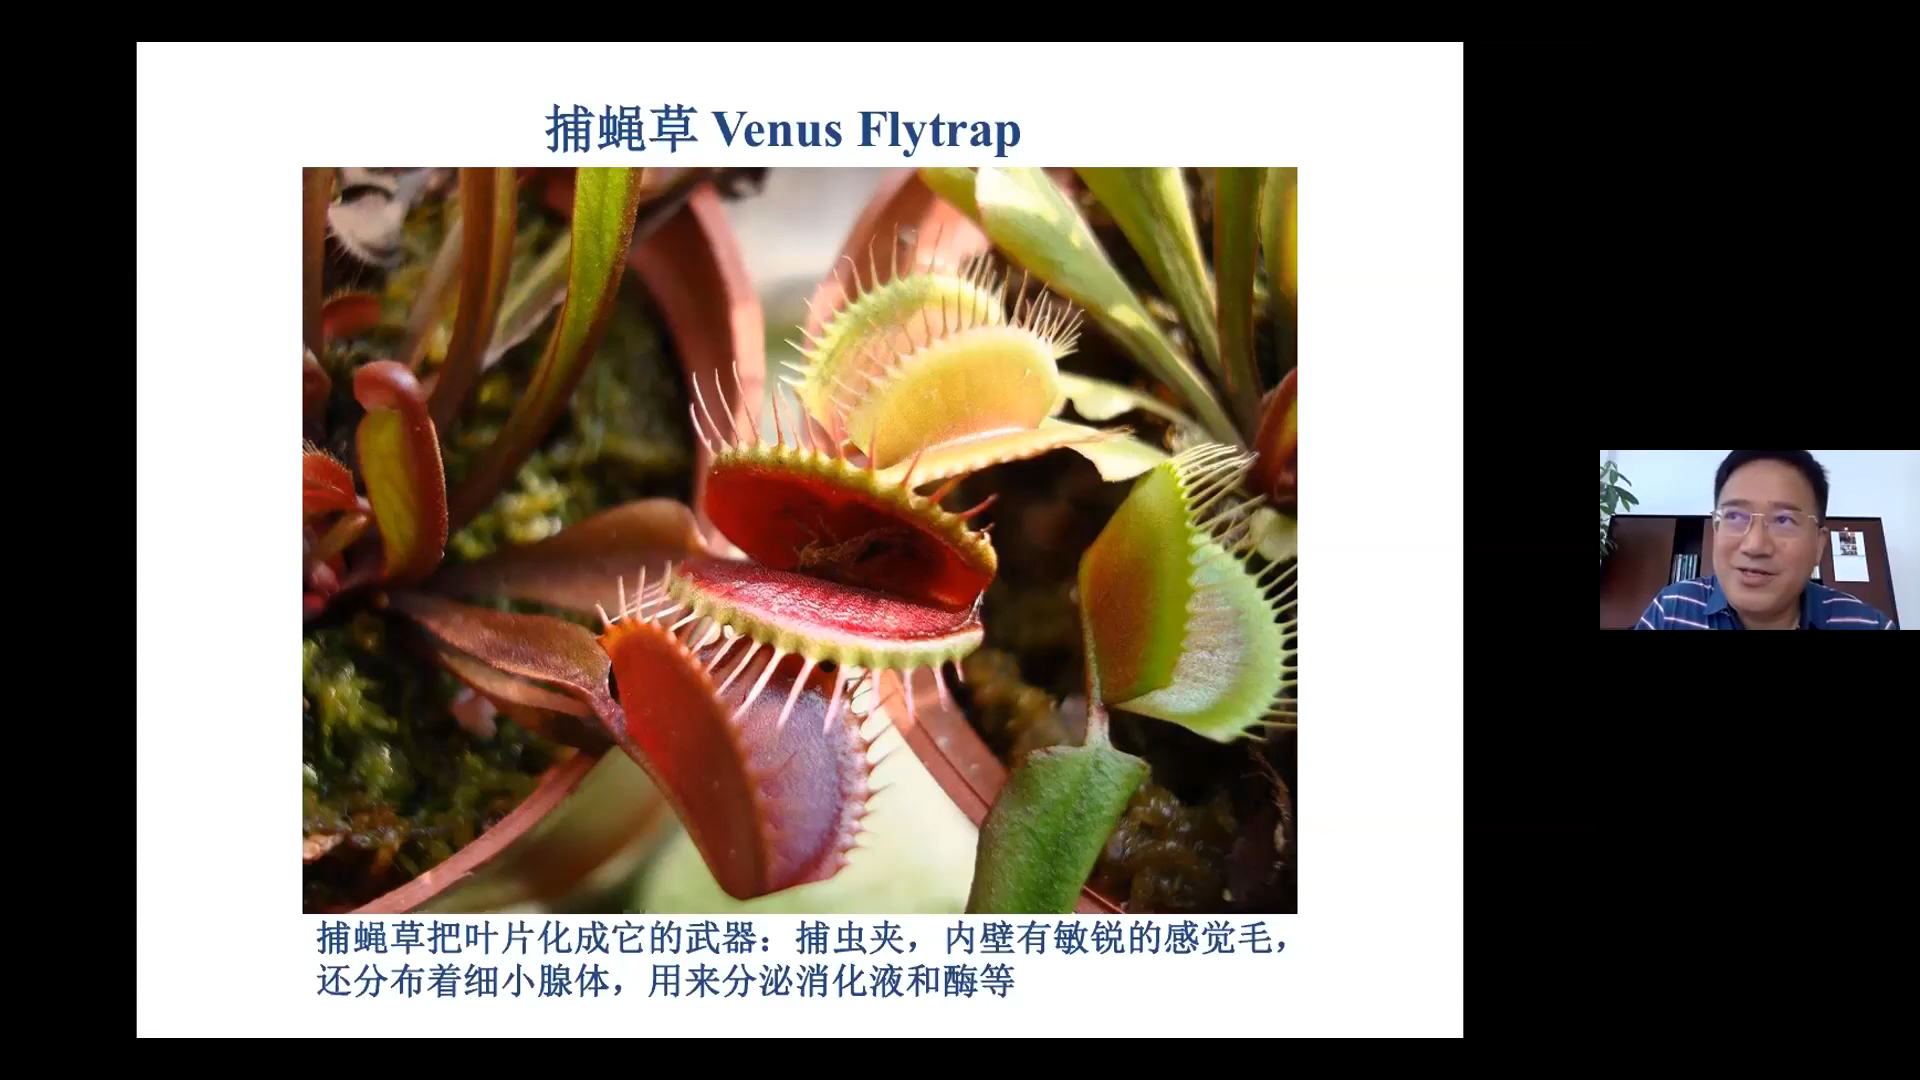 捕蝇草 Venus Flytrap
捕蝇草把叶片化成它的武器：捕虫夹，内壁有敏锐的感觉毛，
还分布着细小腺体，用来分泌消化液和酶等